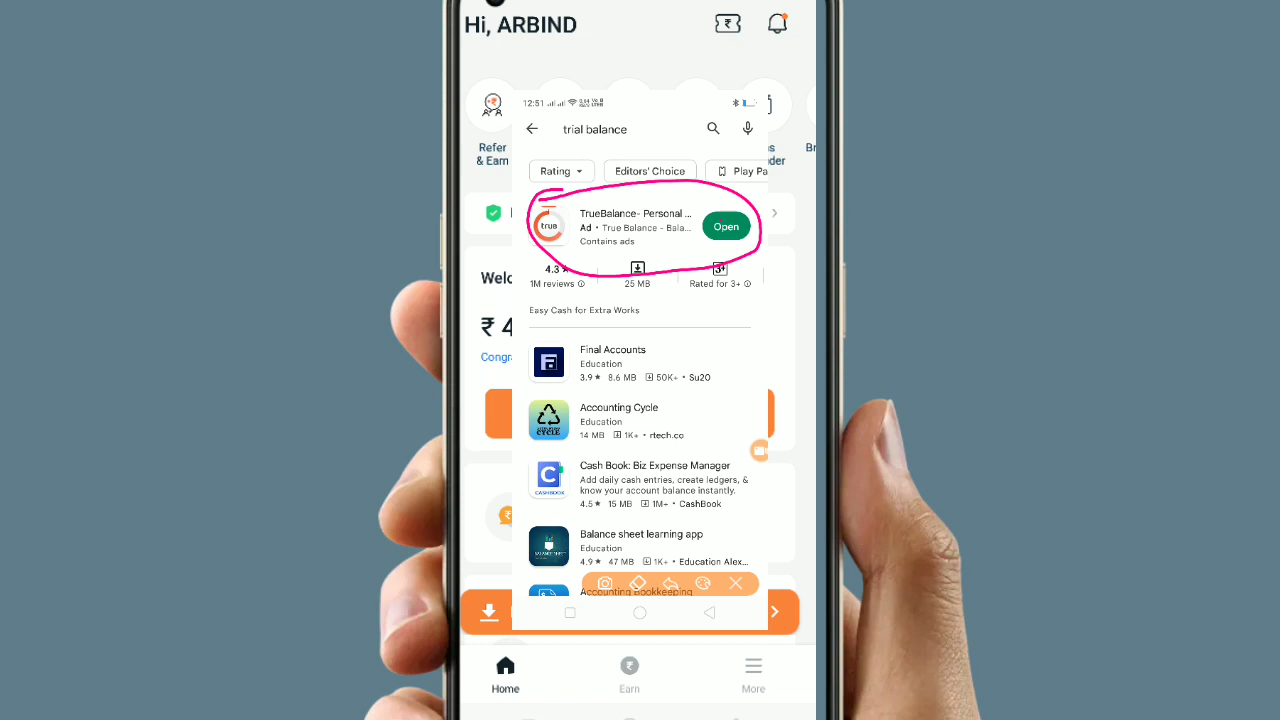 Hi, ARBIND
Refer
& Earn
12:51
trial balance
Rating
Editors' Choice
Play Pa
TrueBalance- Personal ...
Ad • True Balance - Bala...
Contains ads
true
Open
4.3 ★
3+
1M reviews
25 MB
Rated for 3+
Welc
Easy Cash for Extra Works
₹ 4
Congr
Final Accounts
Education
3.9 ★ 8.6 MB 50K+ • Su20
Accounting Cycle
Education
14 MB 1K+ • rtech.co
ACCOUNTING
CYCLE
Cash Book: Biz Expense Manager
Add daily cash entries, create ledgers, &
know your account balance instantly.
4.5 ★ 15 MB 1M+ • CashBook
CASHBOOK
Balance sheet learning app
Education
4.9 ★ 47 MB 1K+ • Education Alex...
BALANCE SHEET
Accounting Bookkeeping
Home
Earn
More